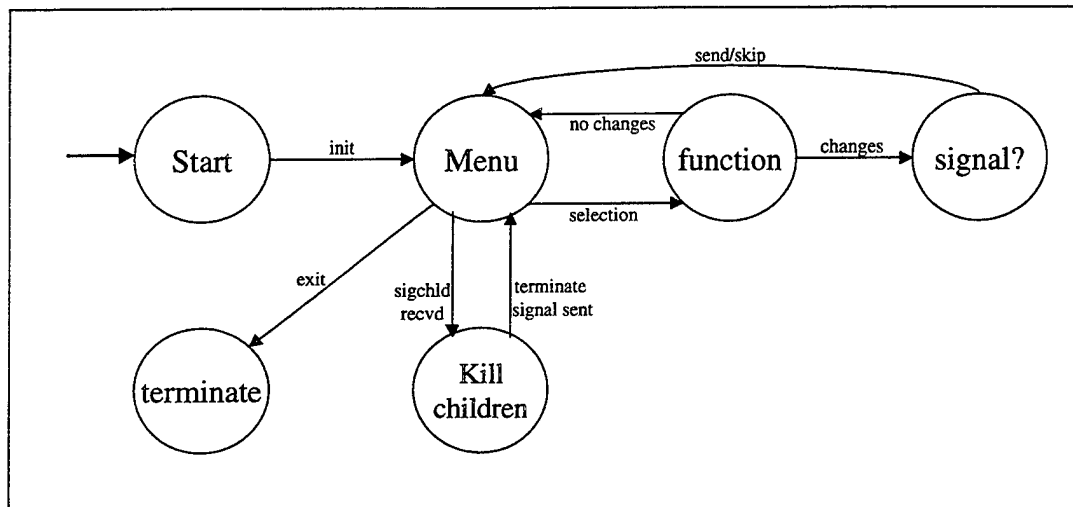 send/skip
no changes
Start
init
Menu
function
changes
signal?
selection
exit
sigchld
recvd
terminate
signal sent
terminate
Kill
children